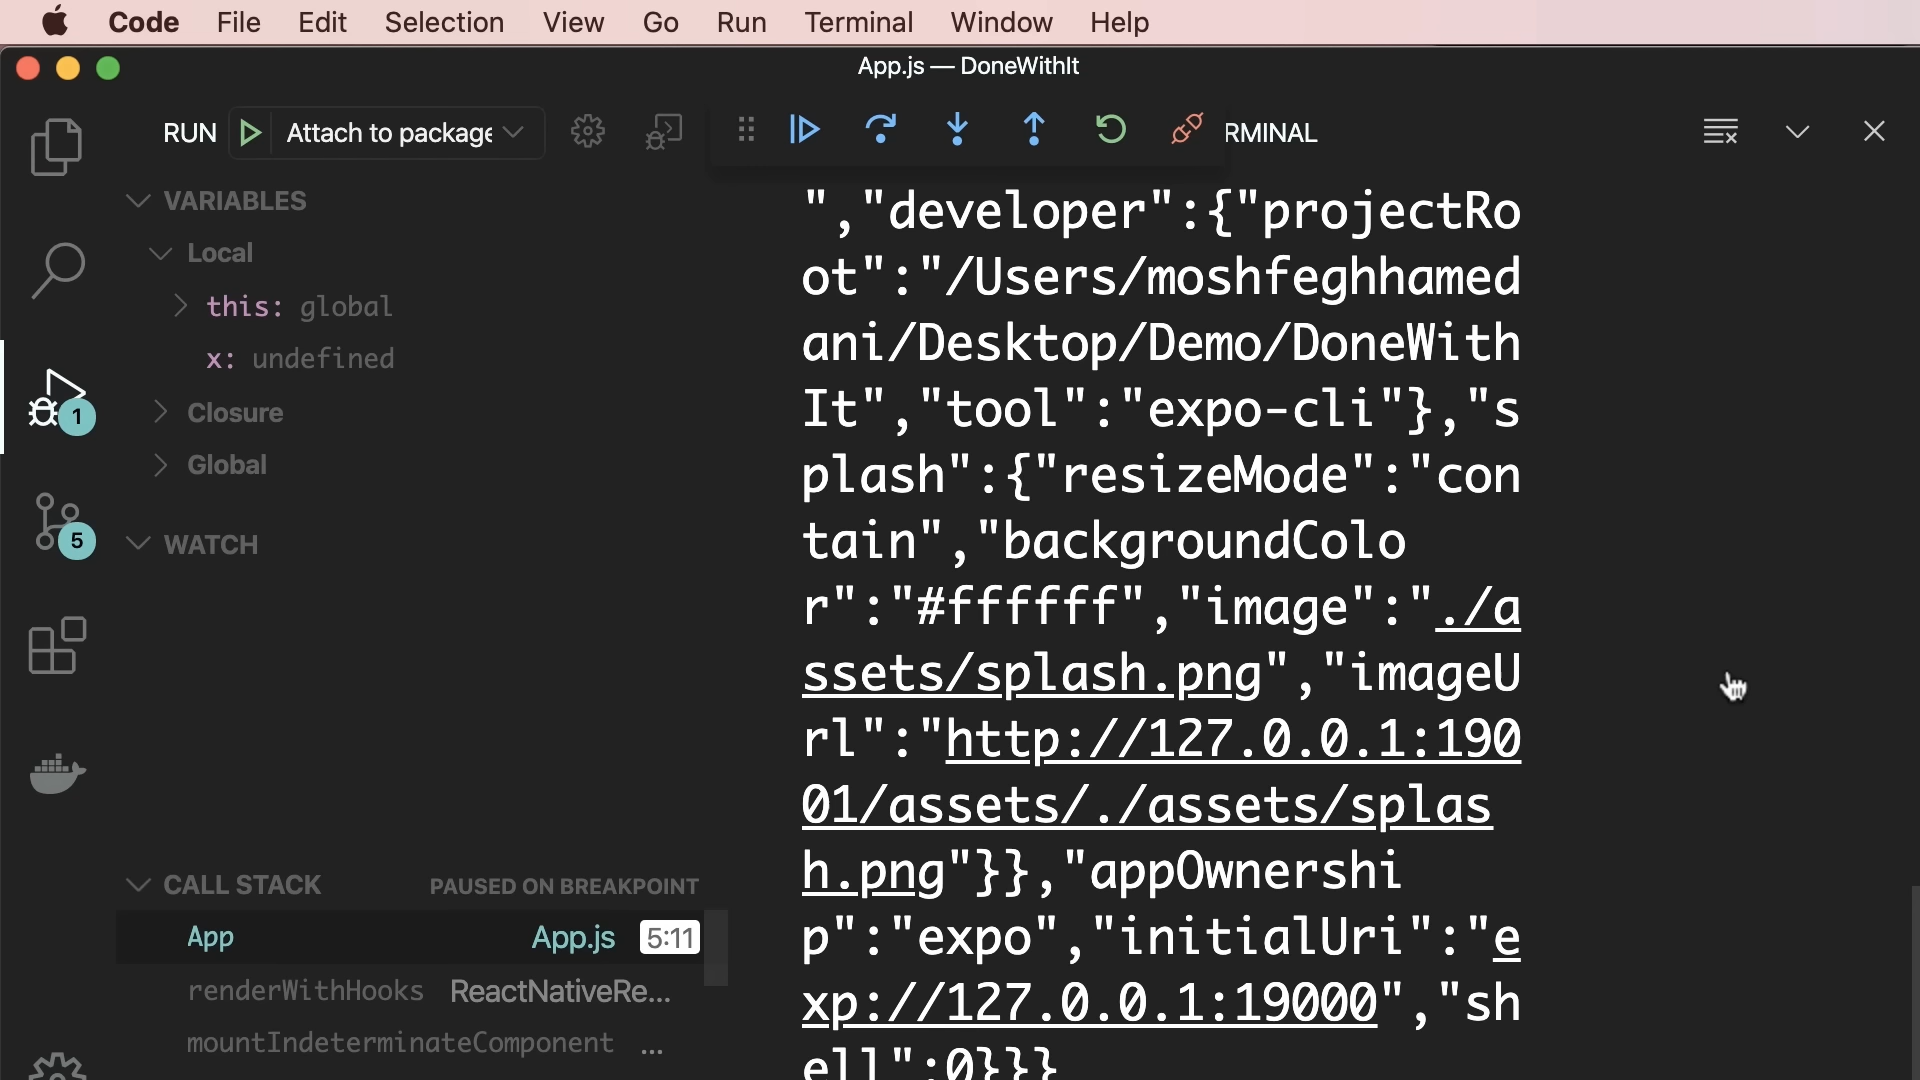 Code File Edit Selection View Go Run Terminal Window Help
App.js — DoneWithIt
RUN Attach to package
RMINAL
VARIABLES
Local
this: global
x: undefined
Closure
Global
1
5
WATCH
CALL STACK PAUSED ON BREAKPOINT
App App.js 5:11
renderWithHooks ReactNativeRe...
mountIndeterminateComponent ...
","developer":{"projectRo
ot":"/Users/moshfeghhamed
ani/Desktop/Demo/DoneWith
It","tool":"expo-cli"},"s
plash":{"resizeMode":"con
tain","backgroundColo
r":"#ffffff","image":"./a
ssets/splash.png","imageU
rl":"http://127.0.0.1:190
01/assets/./assets/splas
h.png"}},"appOwnershi
p":"expo","initialUri":"e
xp://127.0.0.1:19000","sh
ell":0}}}